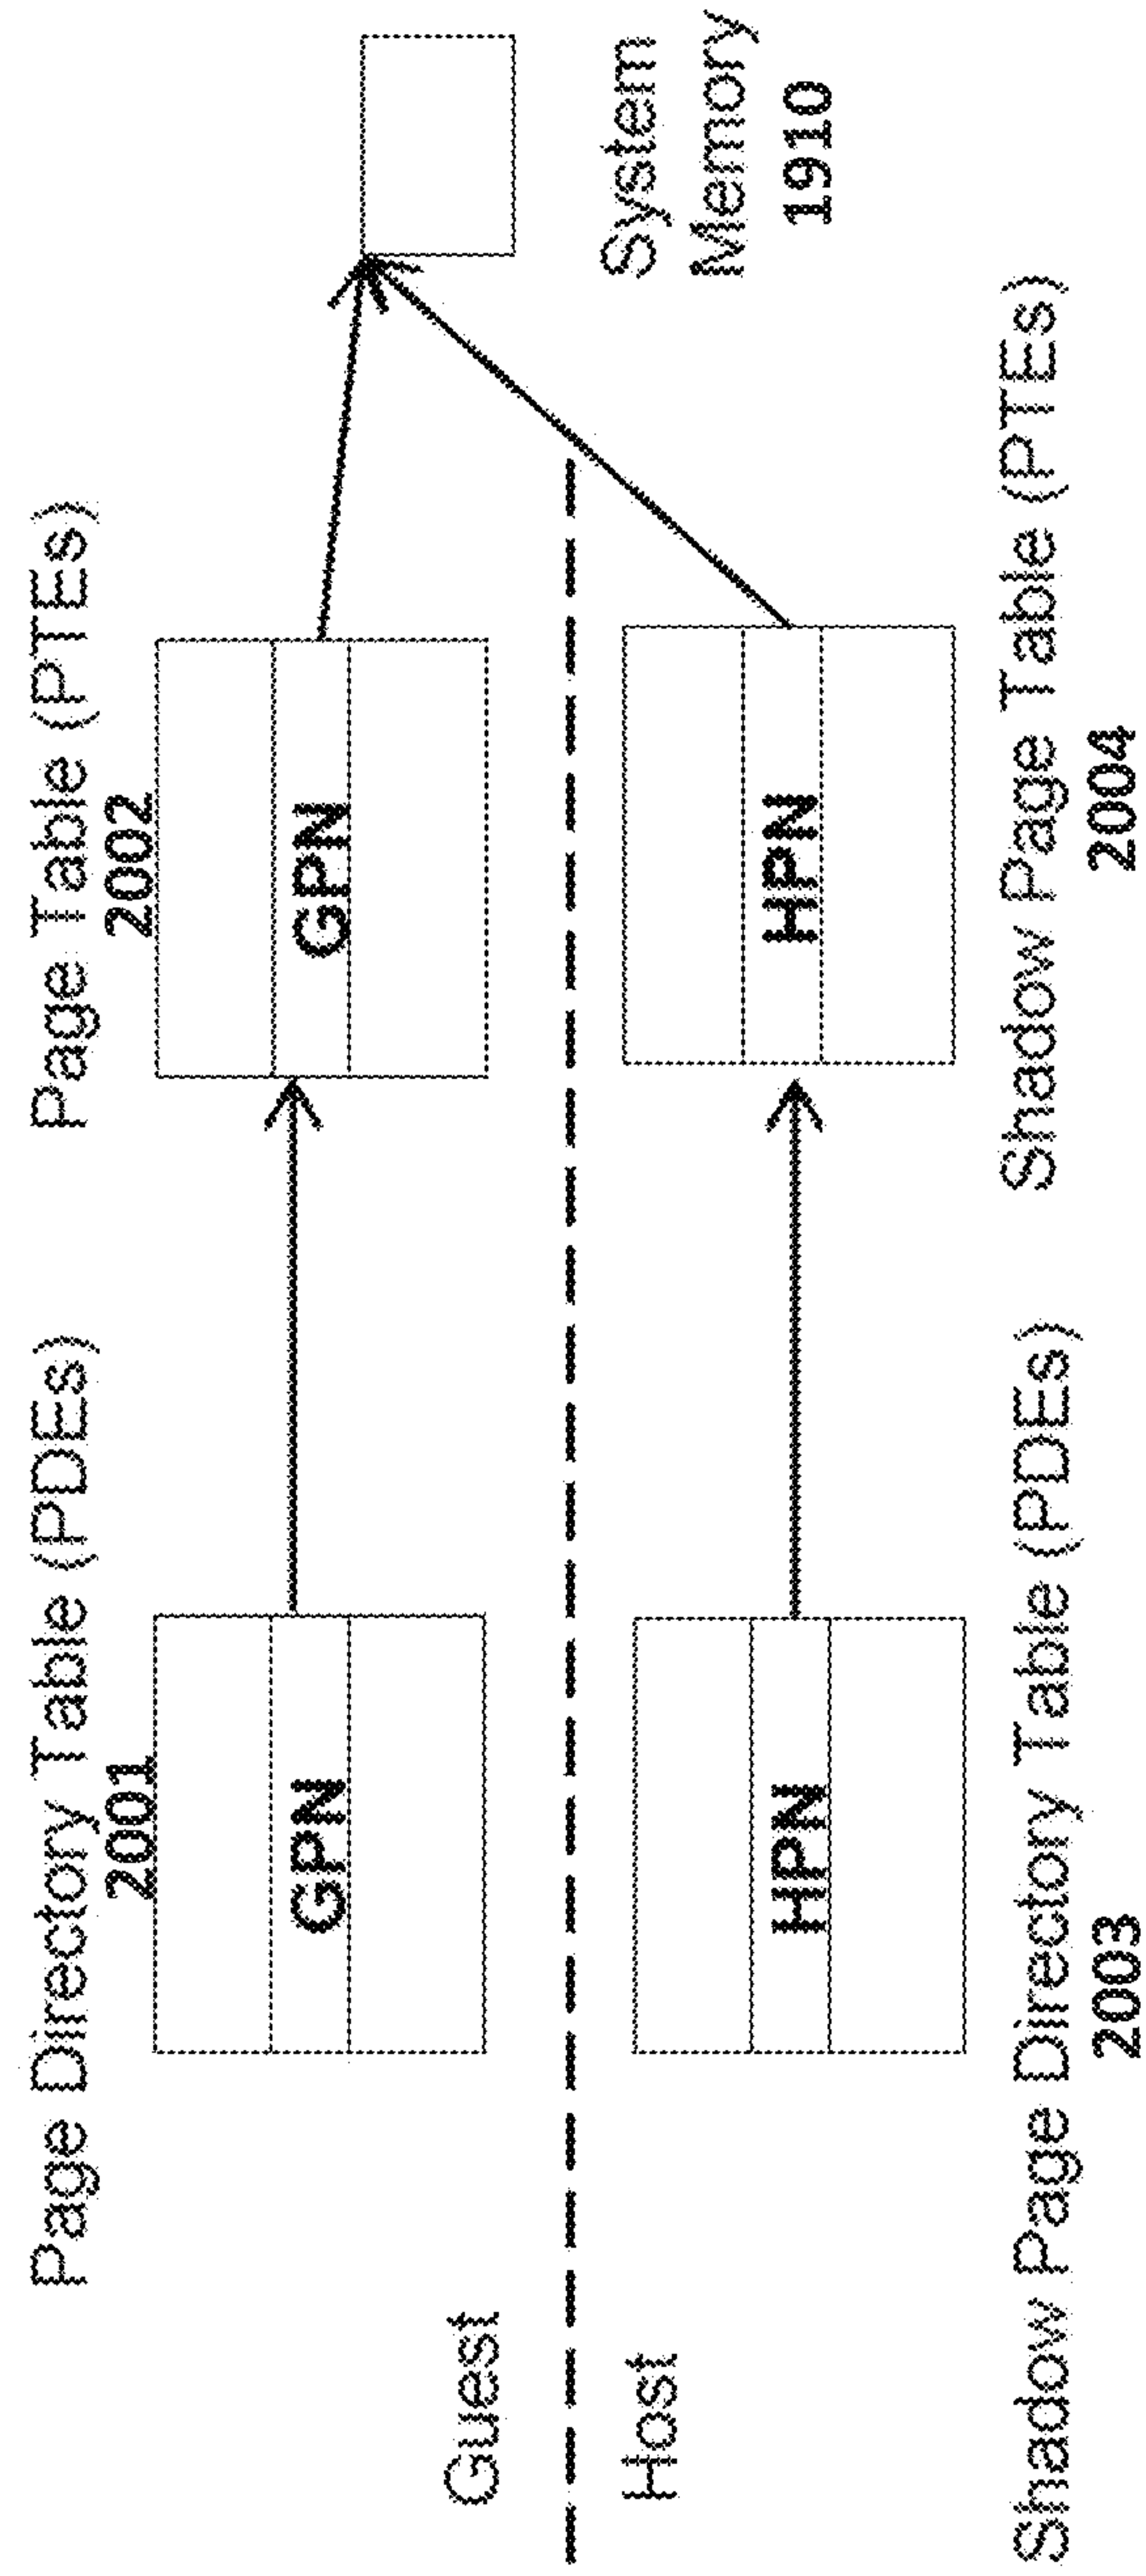 Page Directory Table (PDEs)
2001
Page Table (PTEs)
2002
GPN
GPN
System
Memory
1910
Guest
Host
HPN
HPN
Shadow Page Directory Table (PDEs)
2003
Shadow Page Table (PTEs)
2004